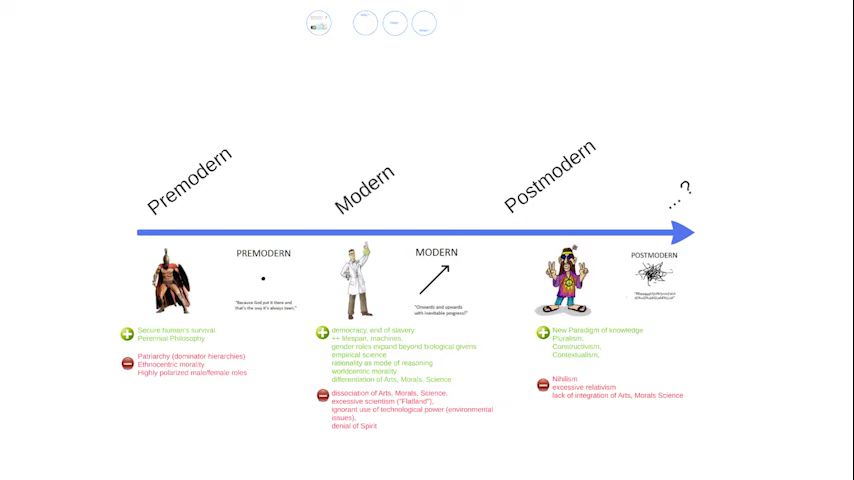 Premodern
Modern
Postmodern
... ?
PREMODERN
"Because God put it there and
that's the way it's always been."
MODERN
"Onwards and upwards
with inevitable progress!"
POSTMODERN
Secure human's survival
Perennial Philosophy
Patriarchy (dominator hierarchies)
Ethnocentric morality
Highly polarized male/female roles
democracy, end of slavery
++ lifespan, machines,
gender roles expand beyond biological givens
empirical science
rationality as mode of reasoning
worldcentric morality
differentiation of Arts, Morals, Science
dissociation of Arts, Morals, Science,
excessive scientism ("Flatland"),
ignorant use of technological power (environmental
issues),
denial of Spirit
New Paradigm of knowledge
Pluralism,
Constructivism,
Contextualism,
Nihilism
excessive relativism
lack of integration of Arts, Morals Science